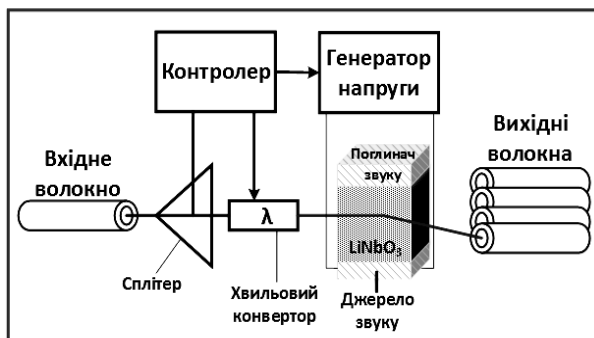 Контролер
Генератор
напруги
Вхідне
волокно
Вихідні
волокна
Поглинач
звуку
λ
LiNbO₃
Сплітер
Хвильовий
конвертор
Джерело
звуку